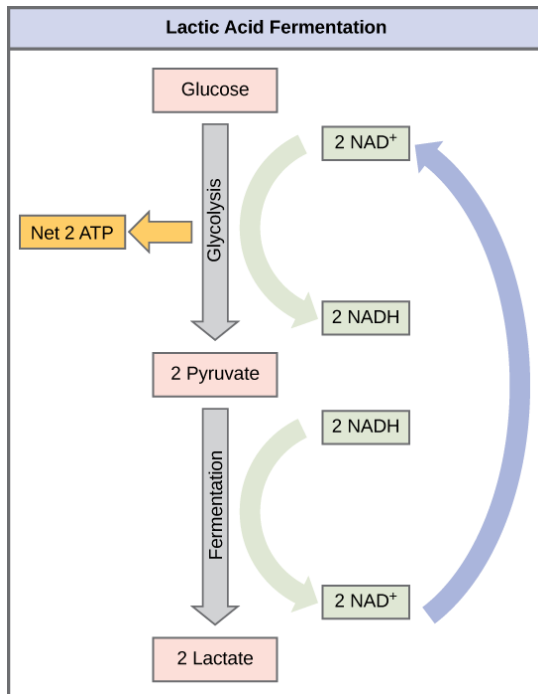 Lactic Acid Fermentation
Glucose
2 NAD⁺
Glycolysis
Net 2 ATP
2 NADH
2 Pyruvate
2 NADH
Fermentation
2 NAD⁺
2 Lactate